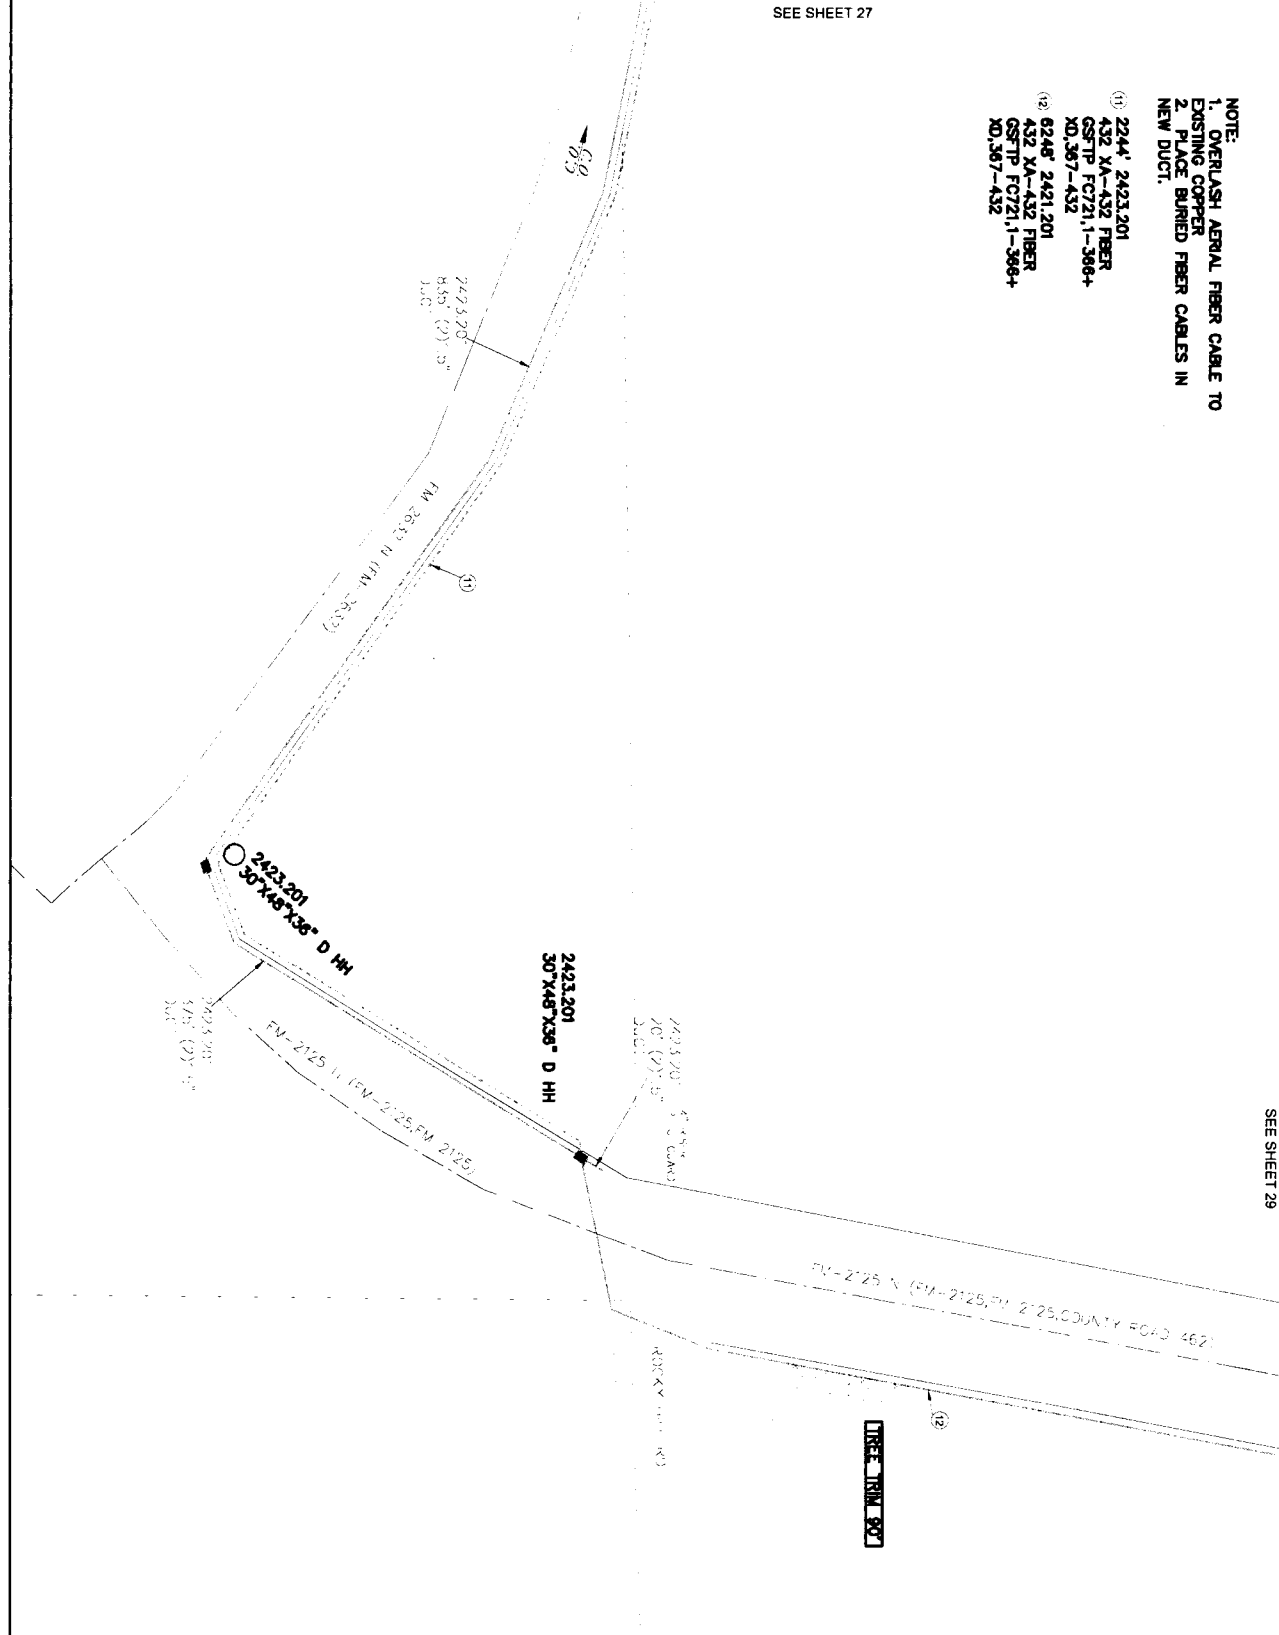 SEE SHEET 27
NOTE:
1. OVERLASH AERIAL FIBER CABLE TO
EXISTING COPPER
2. PLACE BURIED FIBER CABLES IN
NEW DUCT.
11 2244' 2423.201
432 XA-432 FIBER
GSFTP FC721,1-366+
XD,367-432
12 6248' 2421.201
432 XA-432 FIBER
GSFTP FC721,1-366+
XD,367-432
11
2423.201
30"X48"X36" D HH
2423.201
30"X48"X36" D HH
SEE SHEET 29
FM-2125 N (FM-2125,FM 2125)
FM-2125 N (FM-2125,FM 2125,COUNTY ROAD 462)
12
TREE TRIM 90'